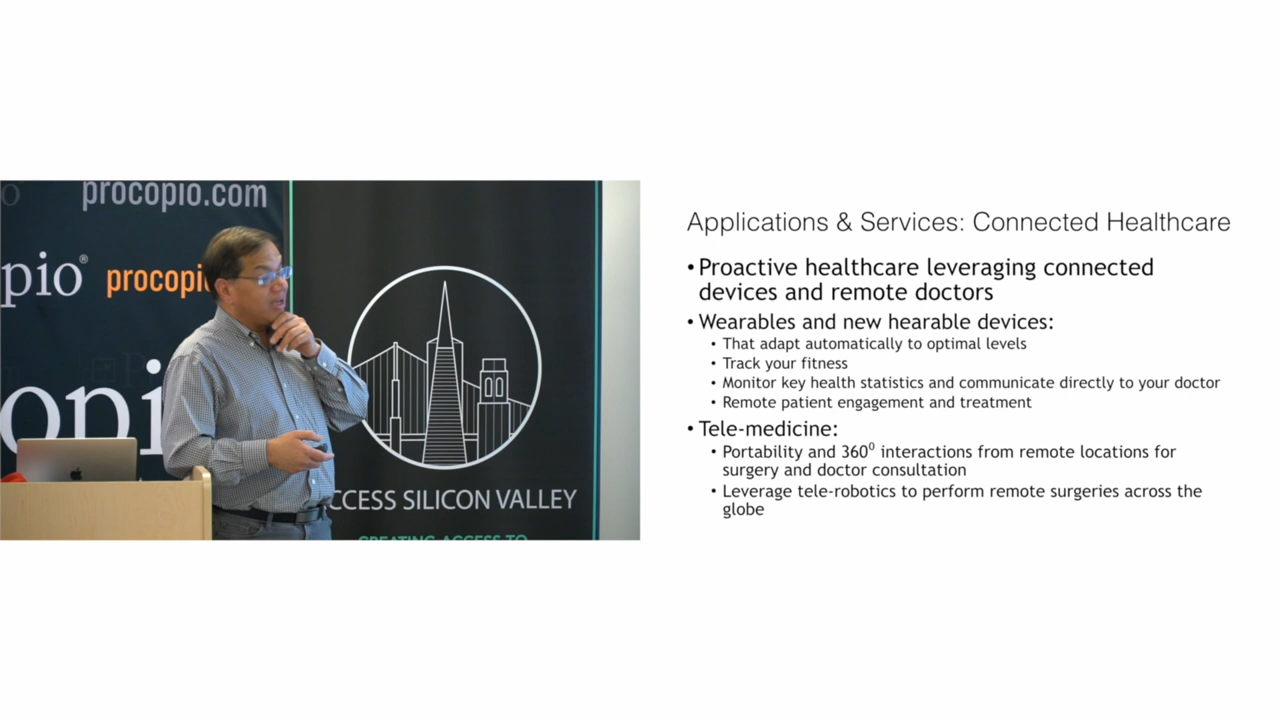 procopio.com
pio®
procopi
opi
CCESS SILICON VALLEY
CREATING ACCESS TO
Applications & Services: Connected Healthcare
• Proactive healthcare leveraging connected
devices and remote doctors
• Wearables and new hearable devices:
• That adapt automatically to optimal levels
• Track your fitness
• Monitor key health statistics and communicate directly to your doctor
• Remote patient engagement and treatment
• Tele-medicine:
• Portability and 360⁰ interactions from remote locations for
surgery and doctor consultation
• Leverage tele-robotics to perform remote surgeries across the
globe